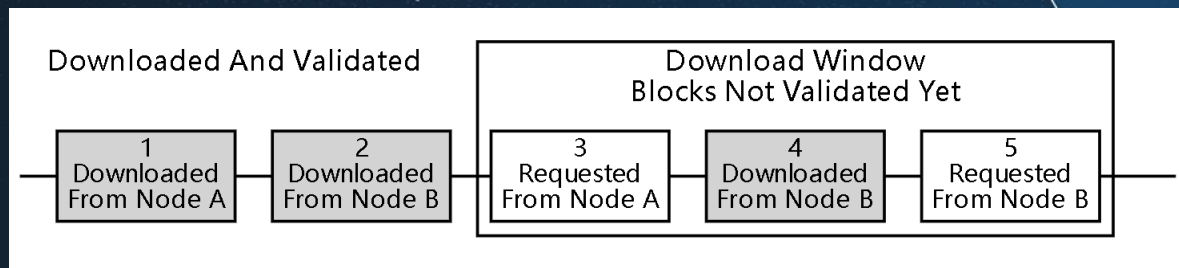 Downloaded And Validated
Download Window
Blocks Not Validated Yet
1
Downloaded
From Node A
2
Downloaded
From Node B
3
Requested
From Node A
4
Downloaded
From Node B
5
Requested
From Node B